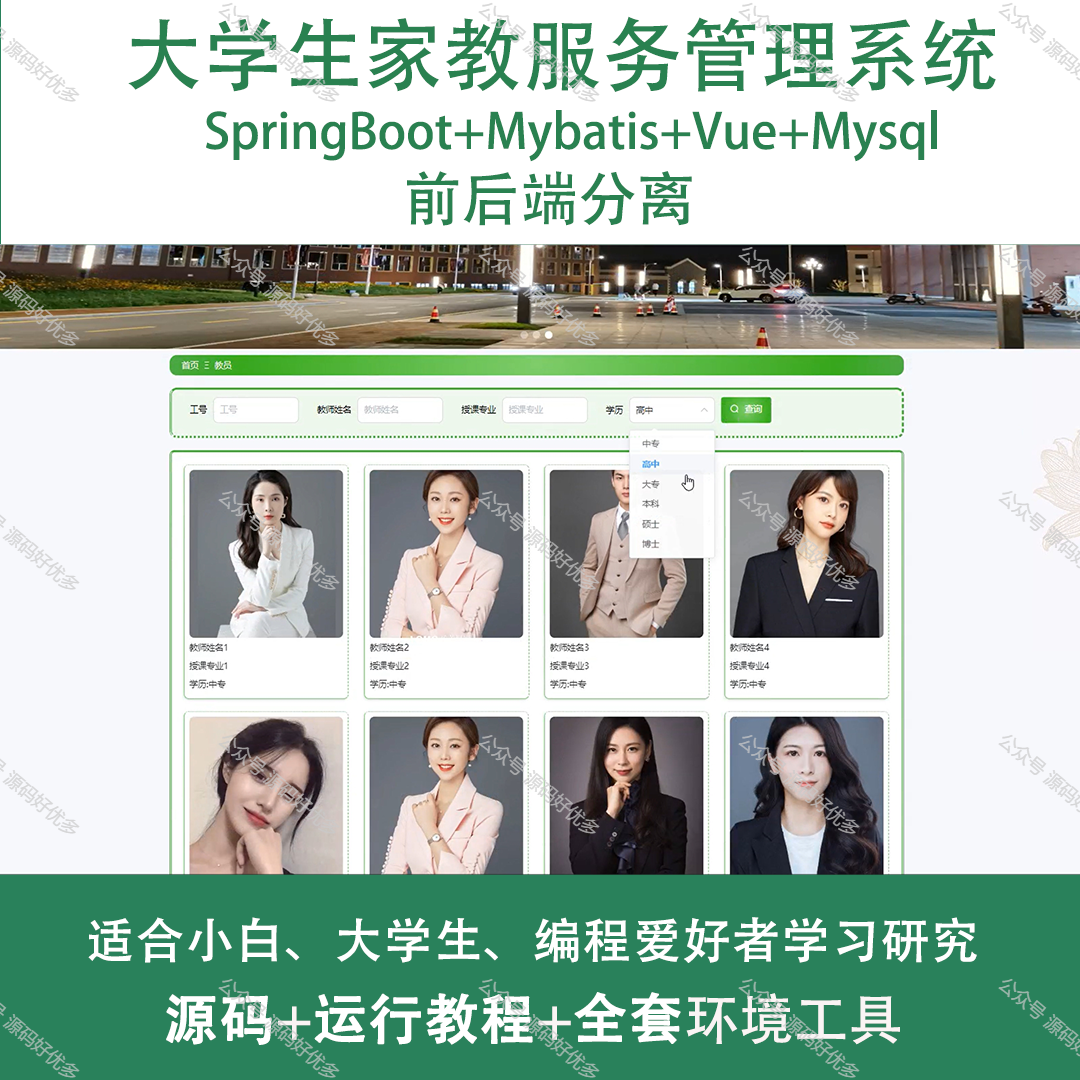 大学生家教服务管理系统
SpringBoot+Mybatis+Vue+Mysql
前后端分离
首页 Ξ 教员
工号 工号 教师姓名 教师姓名 授课专业 授课专业 学历 高中 查询
中专
高中
大专
本科
硕士
博士
教师姓名1 教师姓名2 教师姓名3 教师姓名4
授课专业1 授课专业2 授课专业3 授课专业4
学历:中专 学历:中专 学历:中专 学历:中专
适合小白、大学生、编程爱好者学习研究
源码+运行教程+全套环境工具
公众号 源码好优多